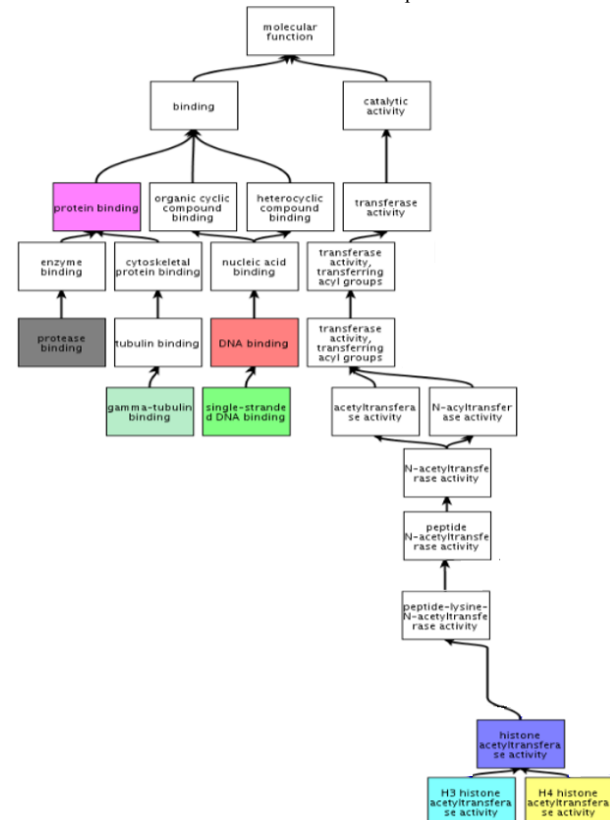 molecular
function
binding
catalytic
activity
protein binding
organic cyclic
compound
binding
heterocyclic
compound
binding
transferase
activity
enzyme
binding
cytoskeletal
protein binding
nucleic acid
binding
transferase
activity,
transferring
acyl groups
protease
binding
tubulin binding
DNA binding
transferase
activity,
transferring
acyl groups
gamma-tubulin
binding
single-strande
d DNA binding
acetyltransfera
se activity
N-acyltransfer
ase activity
N-acetyltransfe
rase activity
peptide
N-acetyltransfe
rase activity
peptide-lysine-
N-acetyltransfe
rase activity
histone
acetyltransfera
se activity
H3 histone
acetyltransfera
se activity
H4 histone
acetyltransfera
se activity